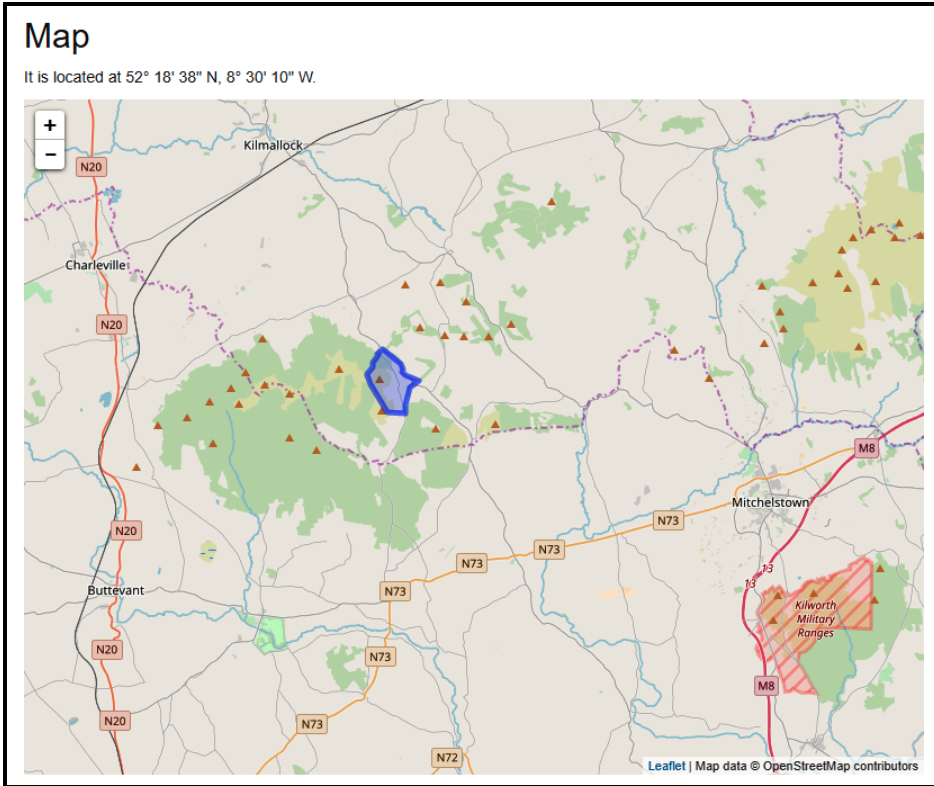 Map
It is located at 52° 18' 38" N, 8° 30' 10" W.
+
−
Kilmallock
N20
Charleville
N20
M8
Mitchelstown
N73
N20
N73
N73
13
13
Buttevant
N73
Kilworth
Military
Ranges
N20
N73
M8
N20
N73
N72
Leaflet | Map data © OpenStreetMap contributors